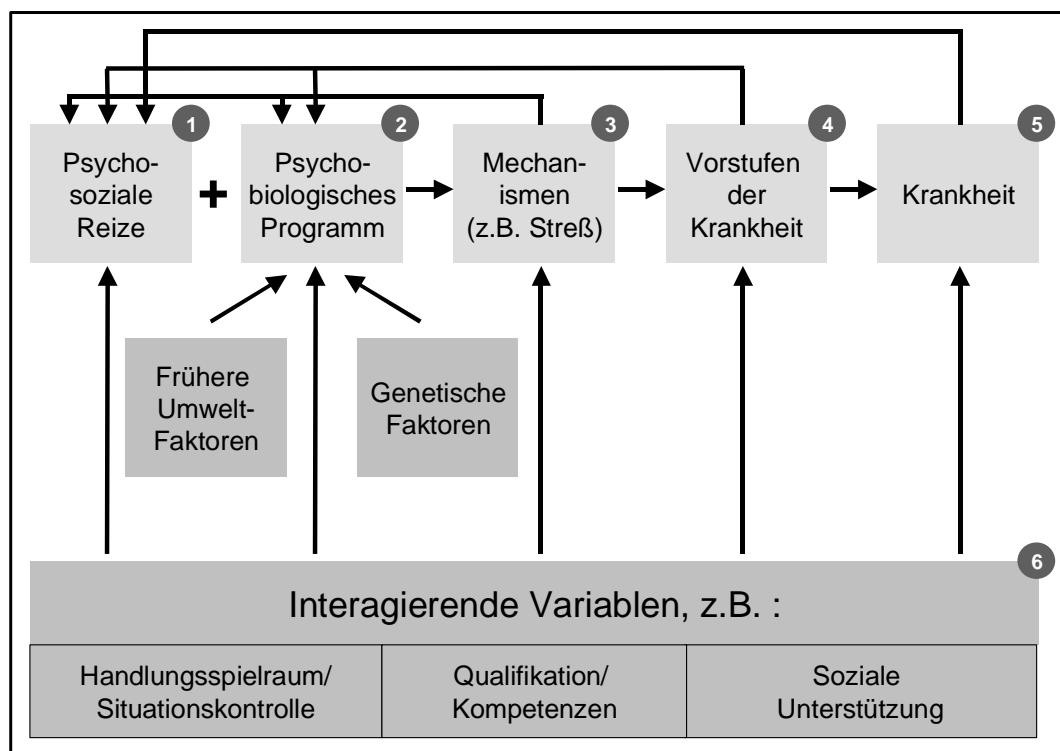 1
Psycho-
soziale
Reize
+
2
Psycho-
biologisches
Programm
3
Mechan-
ismen
(z.B. Streß)
4
Vorstufen
der
Krankheit
5
Krankheit
Frühere
Umwelt-
Faktoren
Genetische
Faktoren
6
Interagierende Variablen, z.B. :
Handlungsspielraum/
Situationskontrolle
Qualifikation/
Kompetenzen
Soziale
Unterstützung